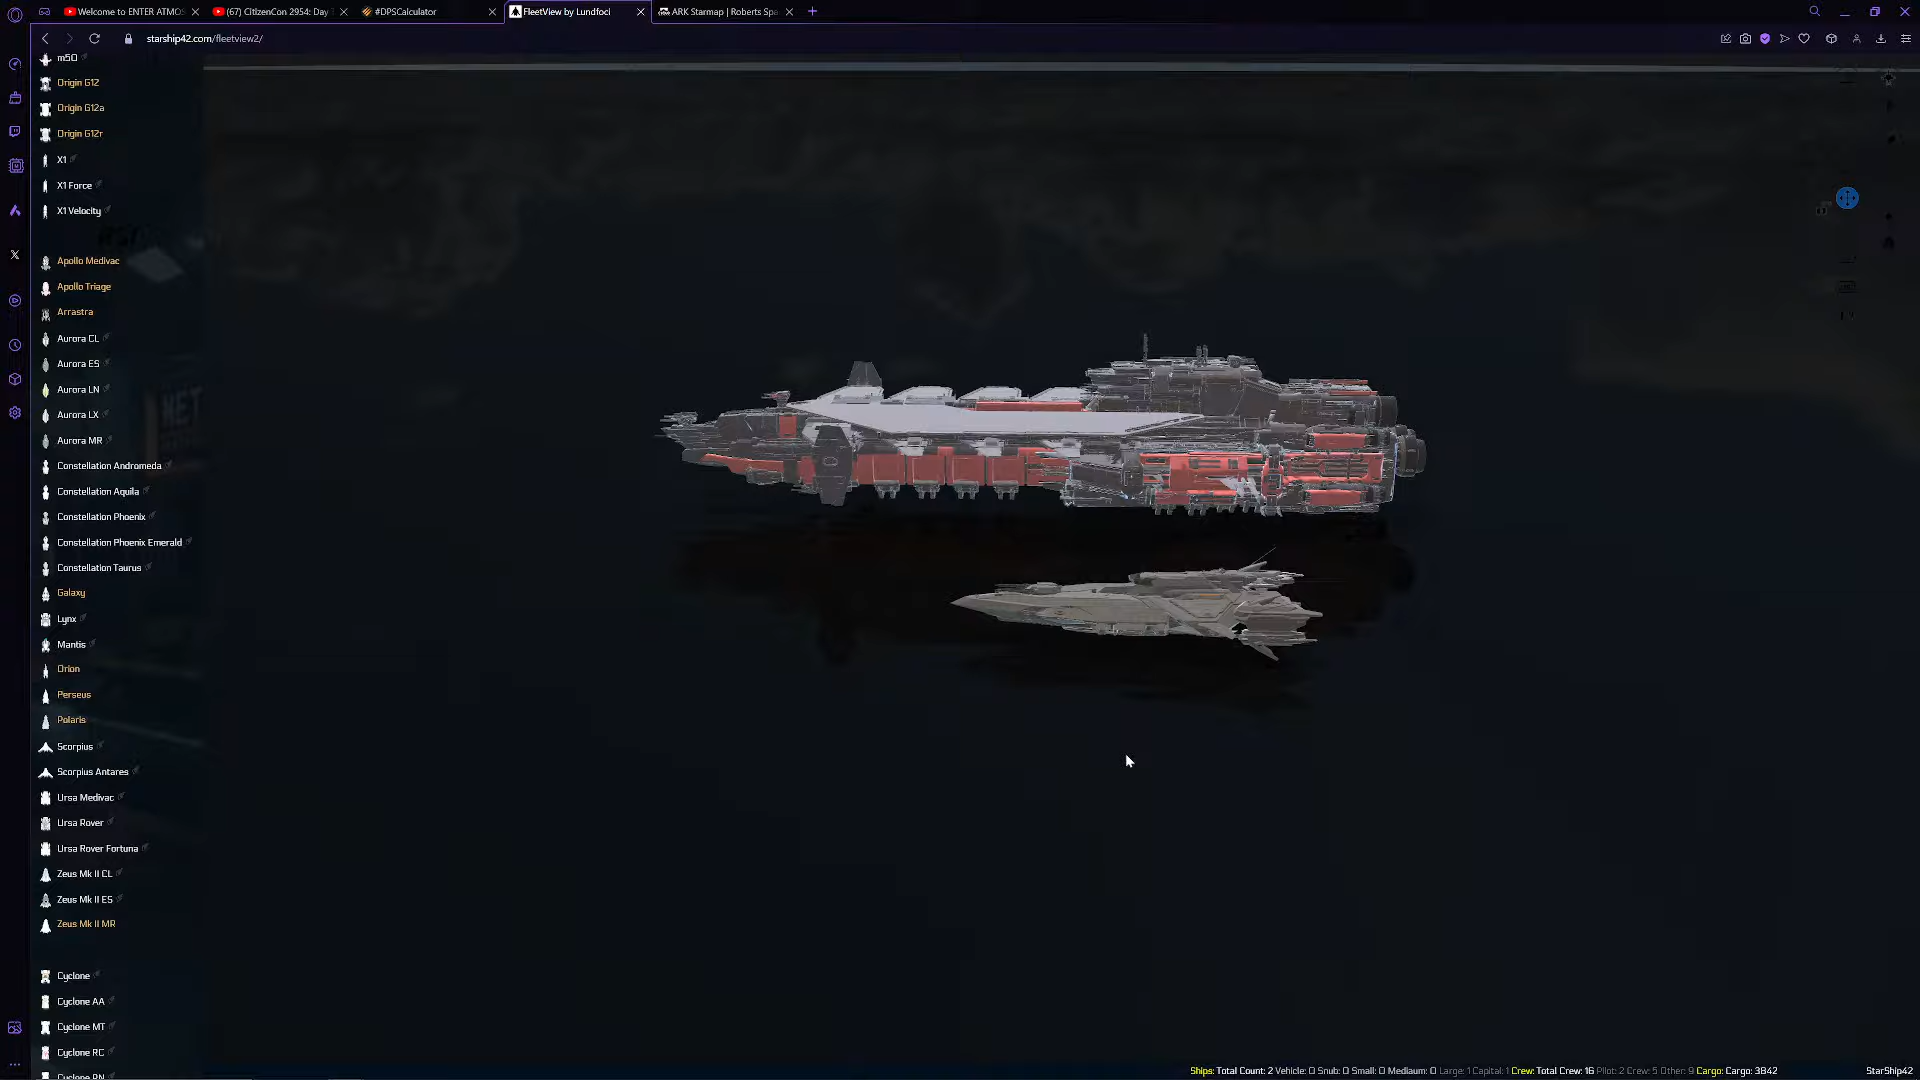 Welcome to ENTER ATMOS
(67) CitizenCon 2954: Day
#DPSCalculator
FleetView by Lundfoci
ARK Starmap | Roberts Spa
starship42.com/fleetview2/
m50
Origin G12
Origin G12a
Origin G12r
X1
X1 Force
X1 Velocity
Apollo Medivac
Apollo Triage
Arrastra
Aurora CL
Aurora ES
Aurora LN
Aurora LX
Aurora MR
Constellation Andromeda
Constellation Aquila
Constellation Phoenix
Constellation Phoenix Emerald
Constellation Taurus
Galaxy
Lynx
Mantis
Orion
Perseus
Polaris
Scorpius
Scorpius Antares
Ursa Medivac
Ursa Rover
Ursa Rover Fortuna
Zeus Mk II CL
Zeus Mk II ES
Zeus Mk II MR
Cyclone
Cyclone AA
Cyclone MT
Cyclone RC
Cyclone RN
Ships: Total Count: 2 Vehicle: 0 Snub: 0 Small: 0 Mediaum: 0 Large: 1 Capital: 1 Crew: Total Crew: 16 Pilot: 2 Crew: 5 Other: 9 Cargo: Cargo: 3842
StarShip42